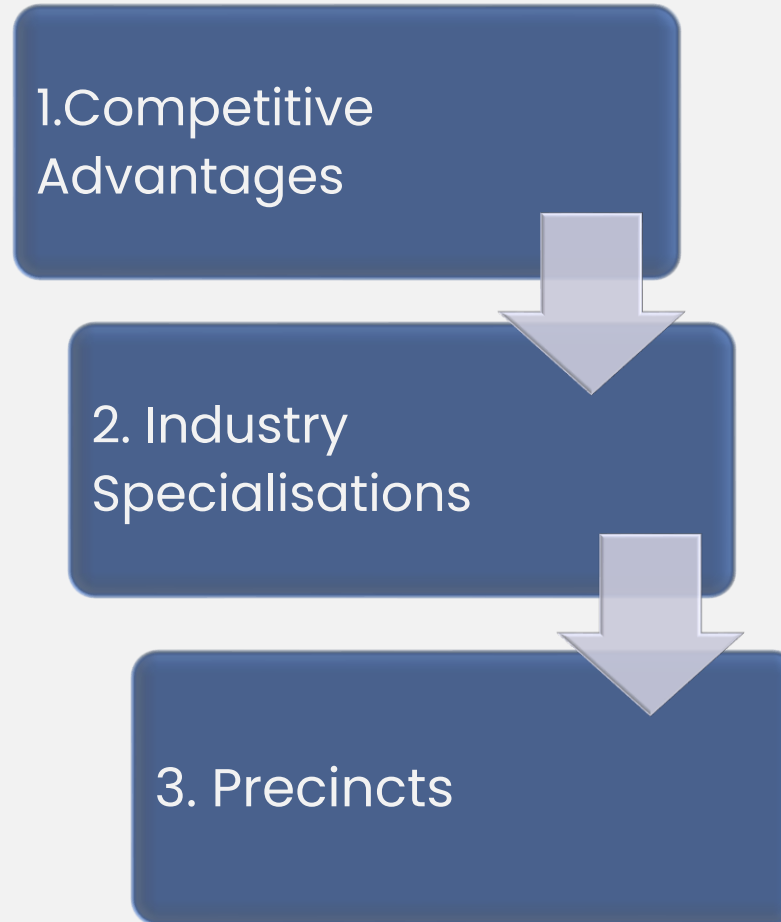 1.Competitive
Advantages
2. Industry
Specialisations
3. Precincts